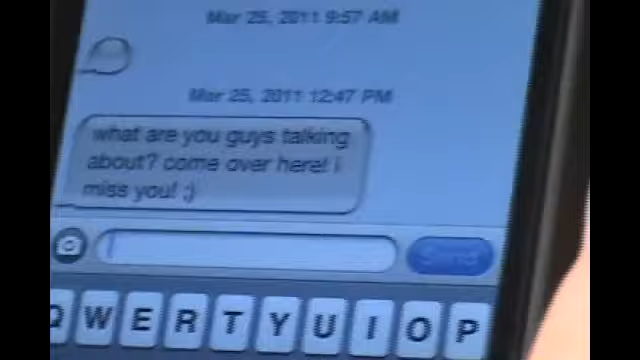 Mar 25, 2011 9:57 AM
Mar 25, 2011 12:47 PM
what are you guys talking
about? come over here! i
miss you! ;)
Send
QWERTYUIOP